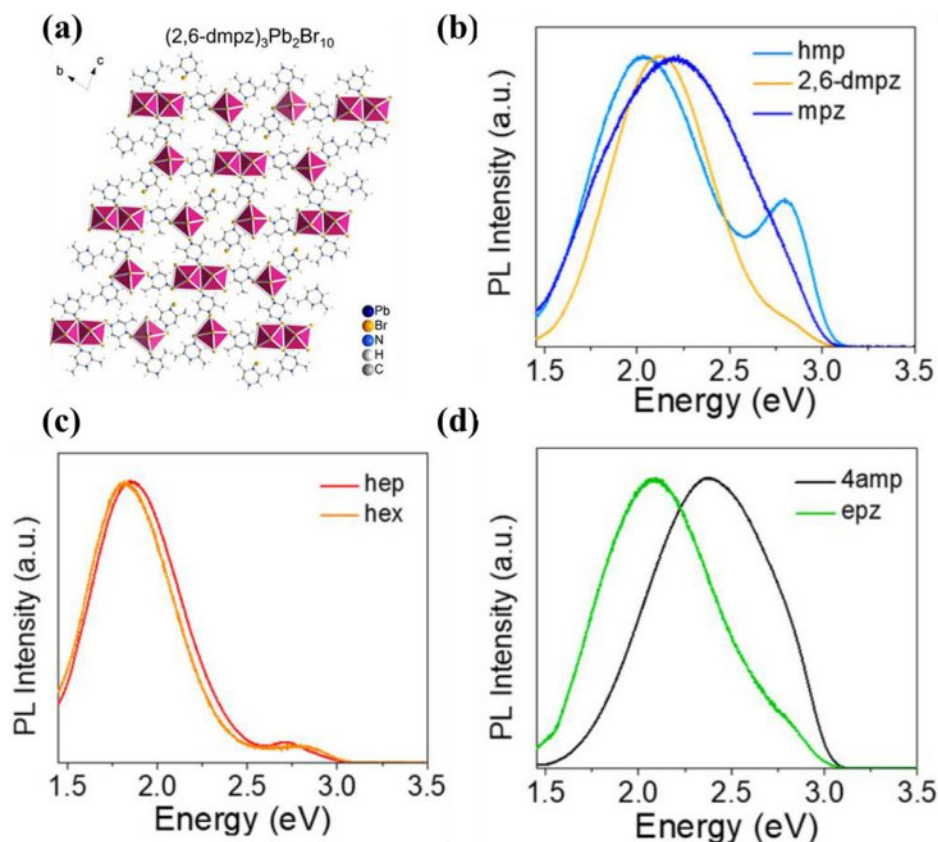 (a)
(2,6-dmpz)₃Pb₂Br₁₀
b
c
Pb
Br
N
H
C
(b)
PL Intensity (a.u.)
hmp
2,6-dmpz
mpz
1.5 2.0 2.5 3.0 3.5
Energy (eV)
(c)
PL Intensity (a.u.)
hep
hex
1.5 2.0 2.5 3.0 3.5
Energy (eV)
(d)
PL Intensity (a.u.)
4amp
epz
1.5 2.0 2.5 3.0 3.5
Energy (eV)